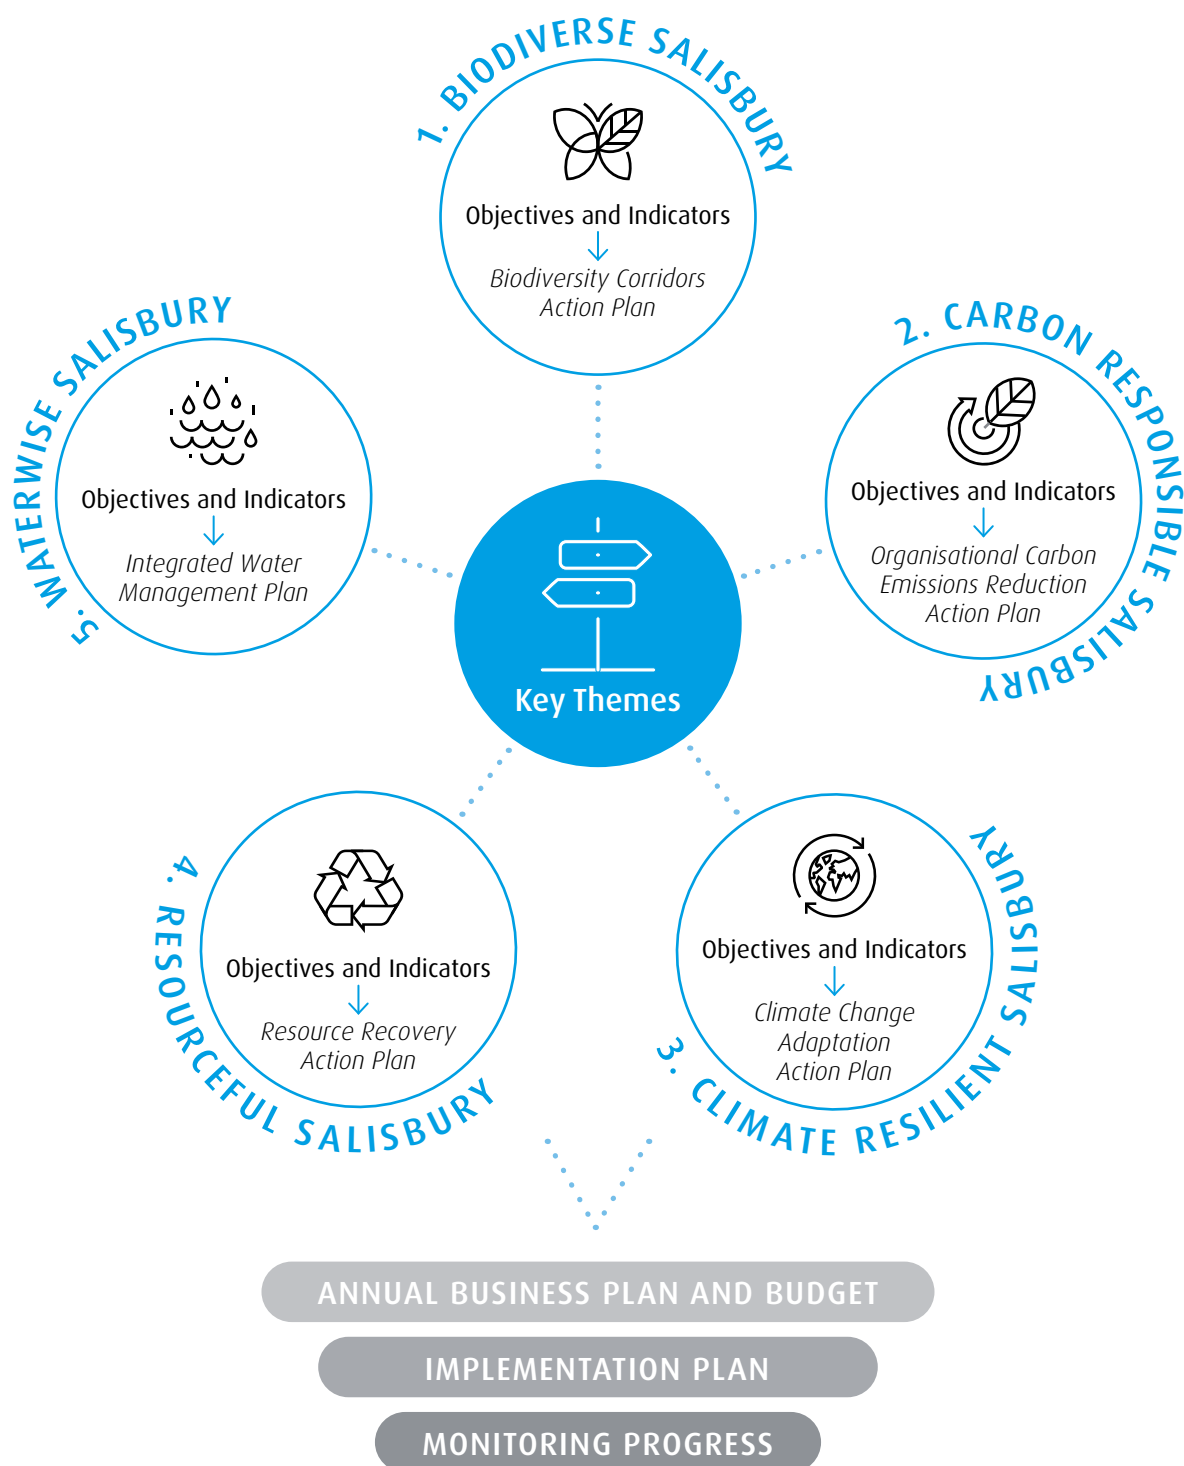 1. BIODIVERSE SALISBURY
Objectives and Indicators
Biodiversity Corridors
Action Plan
2. CARBON RESPONSIBLE SALISBURY
Objectives and Indicators
Organisational Carbon
Emissions Reduction
Action Plan
3. CLIMATE RESILIENT SALISBURY
Objectives and Indicators
Climate Change
Adaptation
Action Plan
4. RESOURCEFUL SALISBURY
Objectives and Indicators
Resource Recovery
Action Plan
5. WATERWISE SALISBURY
Objectives and Indicators
Integrated Water
Management Plan
Key Themes
ANNUAL BUSINESS PLAN AND BUDGET
IMPLEMENTATION PLAN
MONITORING PROGRESS